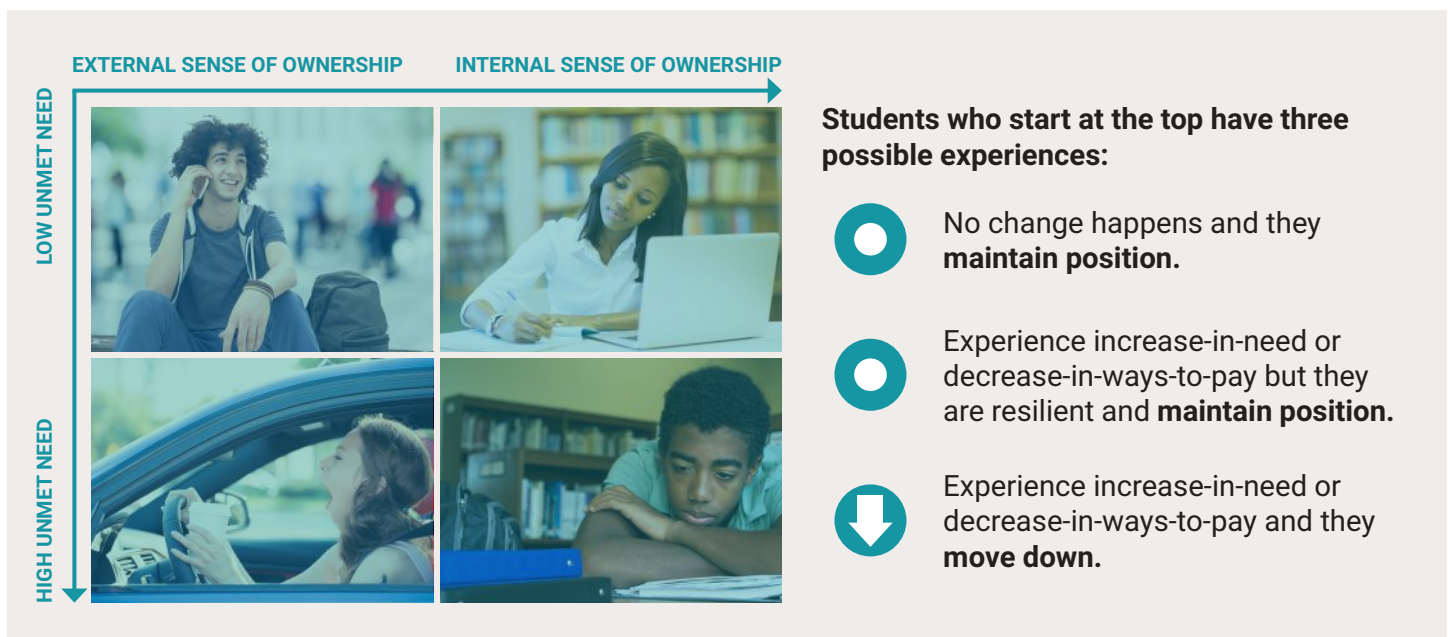 EXTERNAL SENSE OF OWNERSHIP
INTERNAL SENSE OF OWNERSHIP
LOW UNMET NEED
HIGH UNMET NEED
Students who start at the top have three
possible experiences:
No change happens and they
maintain position.
Experience increase-in-need or
decrease-in-ways-to-pay but they
are resilient and maintain position.
Experience increase-in-need or
decrease-in-ways-to-pay and they
move down.